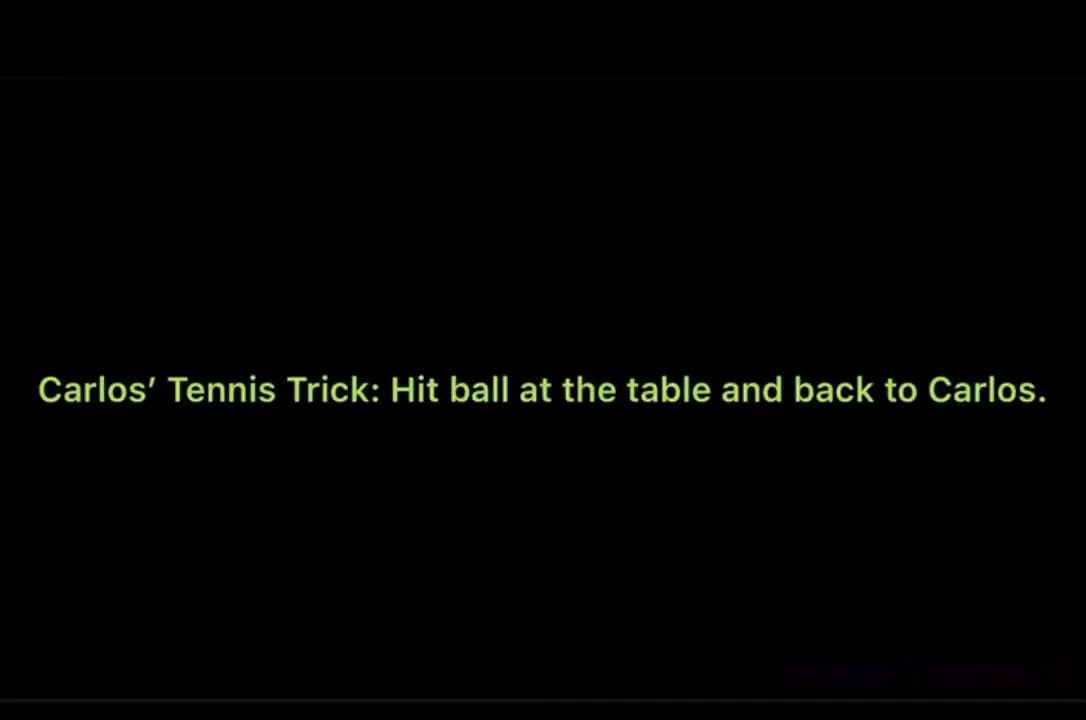 Carlos’ Tennis Trick: Hit ball at the table and back to Carlos.